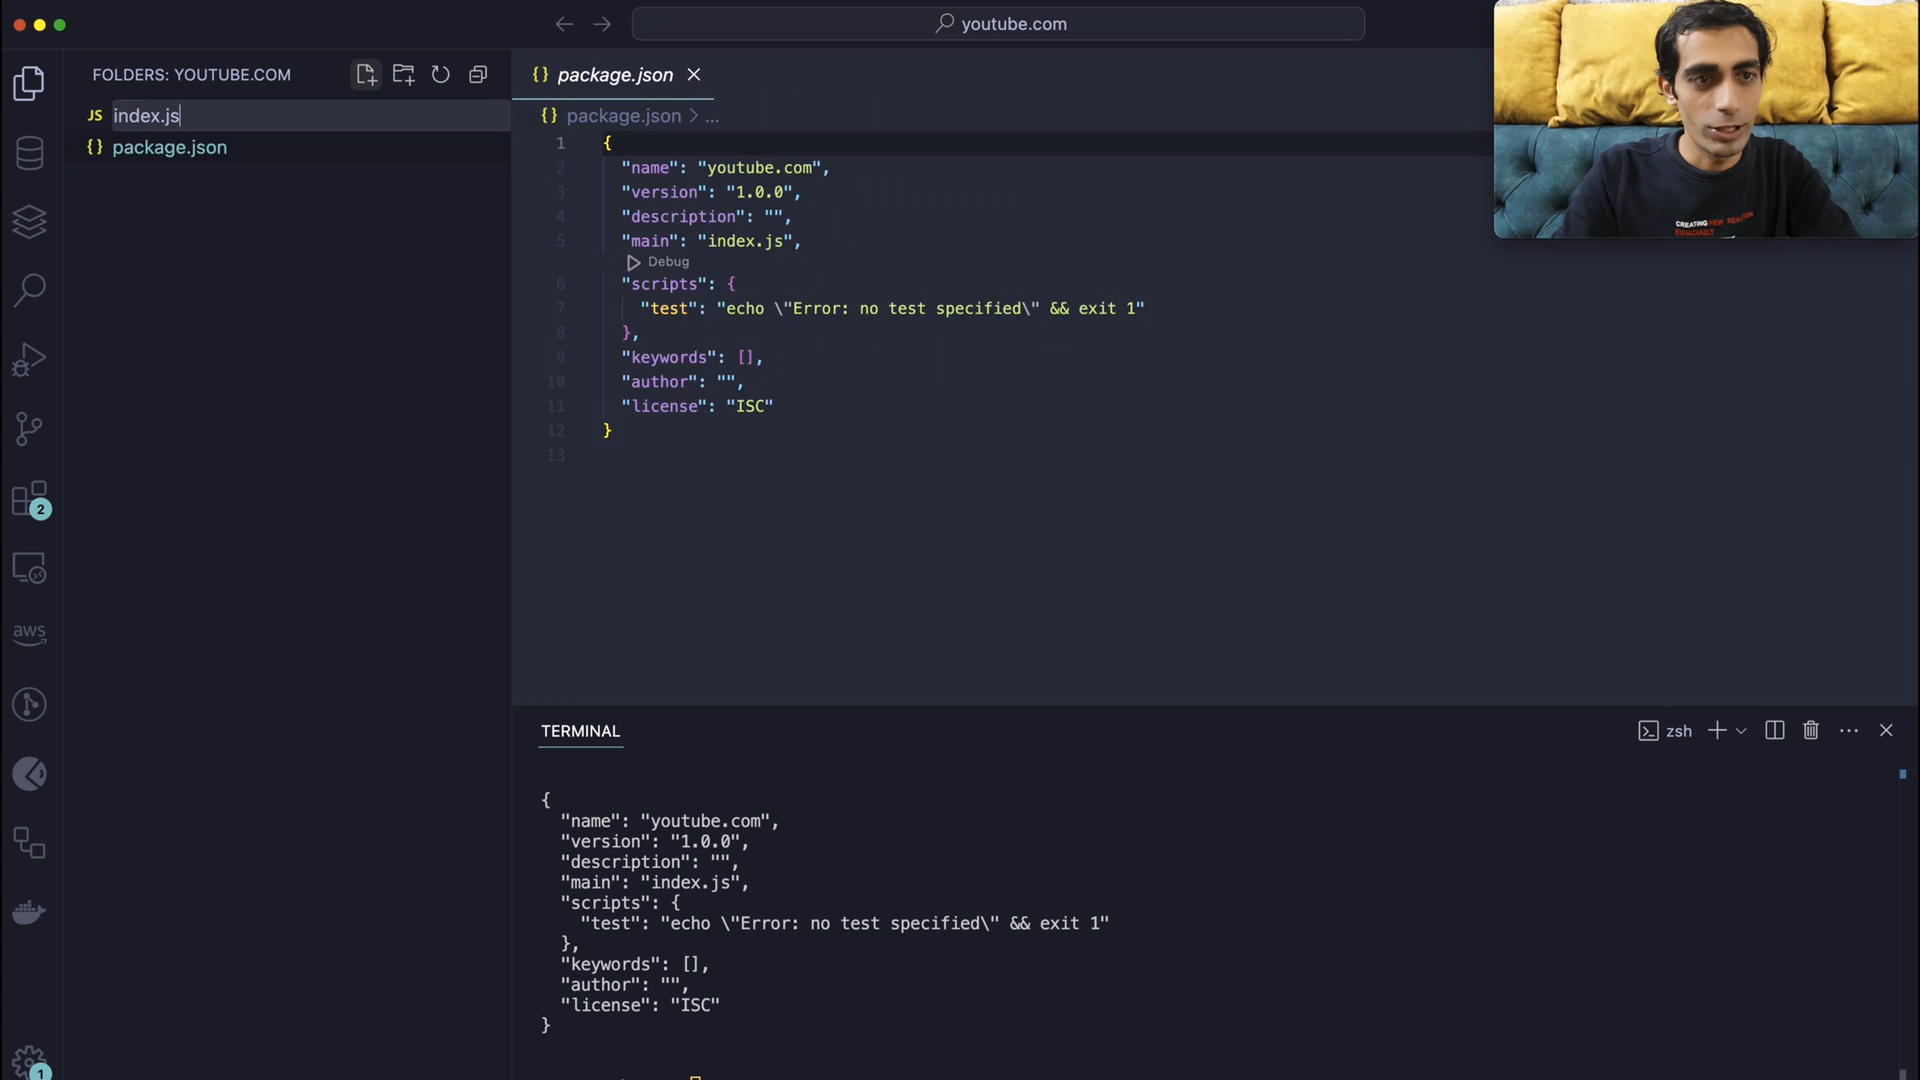 youtube.com
FOLDERS: YOUTUBE.COM
JS index.js
{} package.json
{} package.json
{} package.json > ...
1 {
2 "name": "youtube.com",
3 "version": "1.0.0",
4 "description": "",
5 "main": "index.js",
Debug
6 "scripts": {
7 "test": "echo \"Error: no test specified\" && exit 1"
8 },
9 "keywords": [],
10 "author": "",
11 "license": "ISC"
12 }
13
CREATING NEW REACTION
2
aws
1
TERMINAL
zsh
{
"name": "youtube.com",
"version": "1.0.0",
"description": "",
"main": "index.js",
"scripts": {
"test": "echo \"Error: no test specified\" && exit 1"
},
"keywords": [],
"author": "",
"license": "ISC"
}